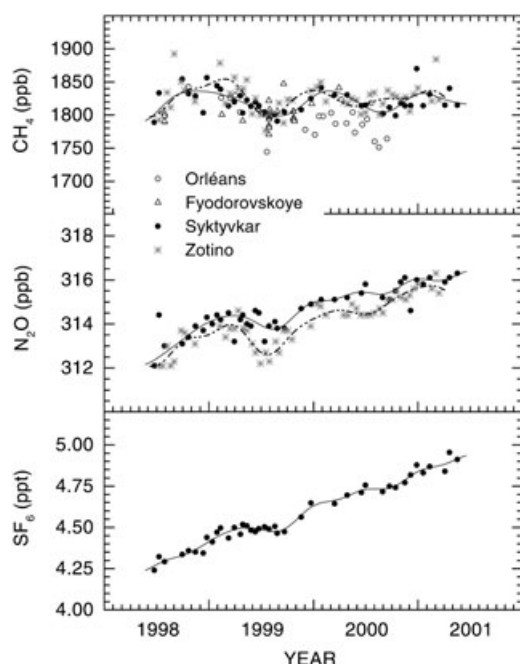 1900
1850
1800
1750
1700
CH4 (ppb)
Orléans
Fyodorovskoye
Syktyvkar
Zotino
318
316
314
312
N2O (ppb)
5.00
4.75
4.50
4.25
4.00
SF6 (ppt)
1998 1999 2000 2001
YEAR